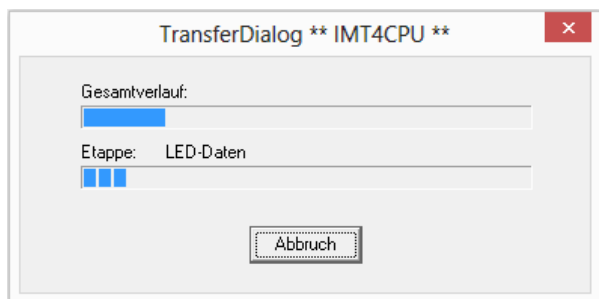 TransferDialog ** IMT4CPU **
Gesamtverlauf:
Etappe: LED-Daten
Abbruch